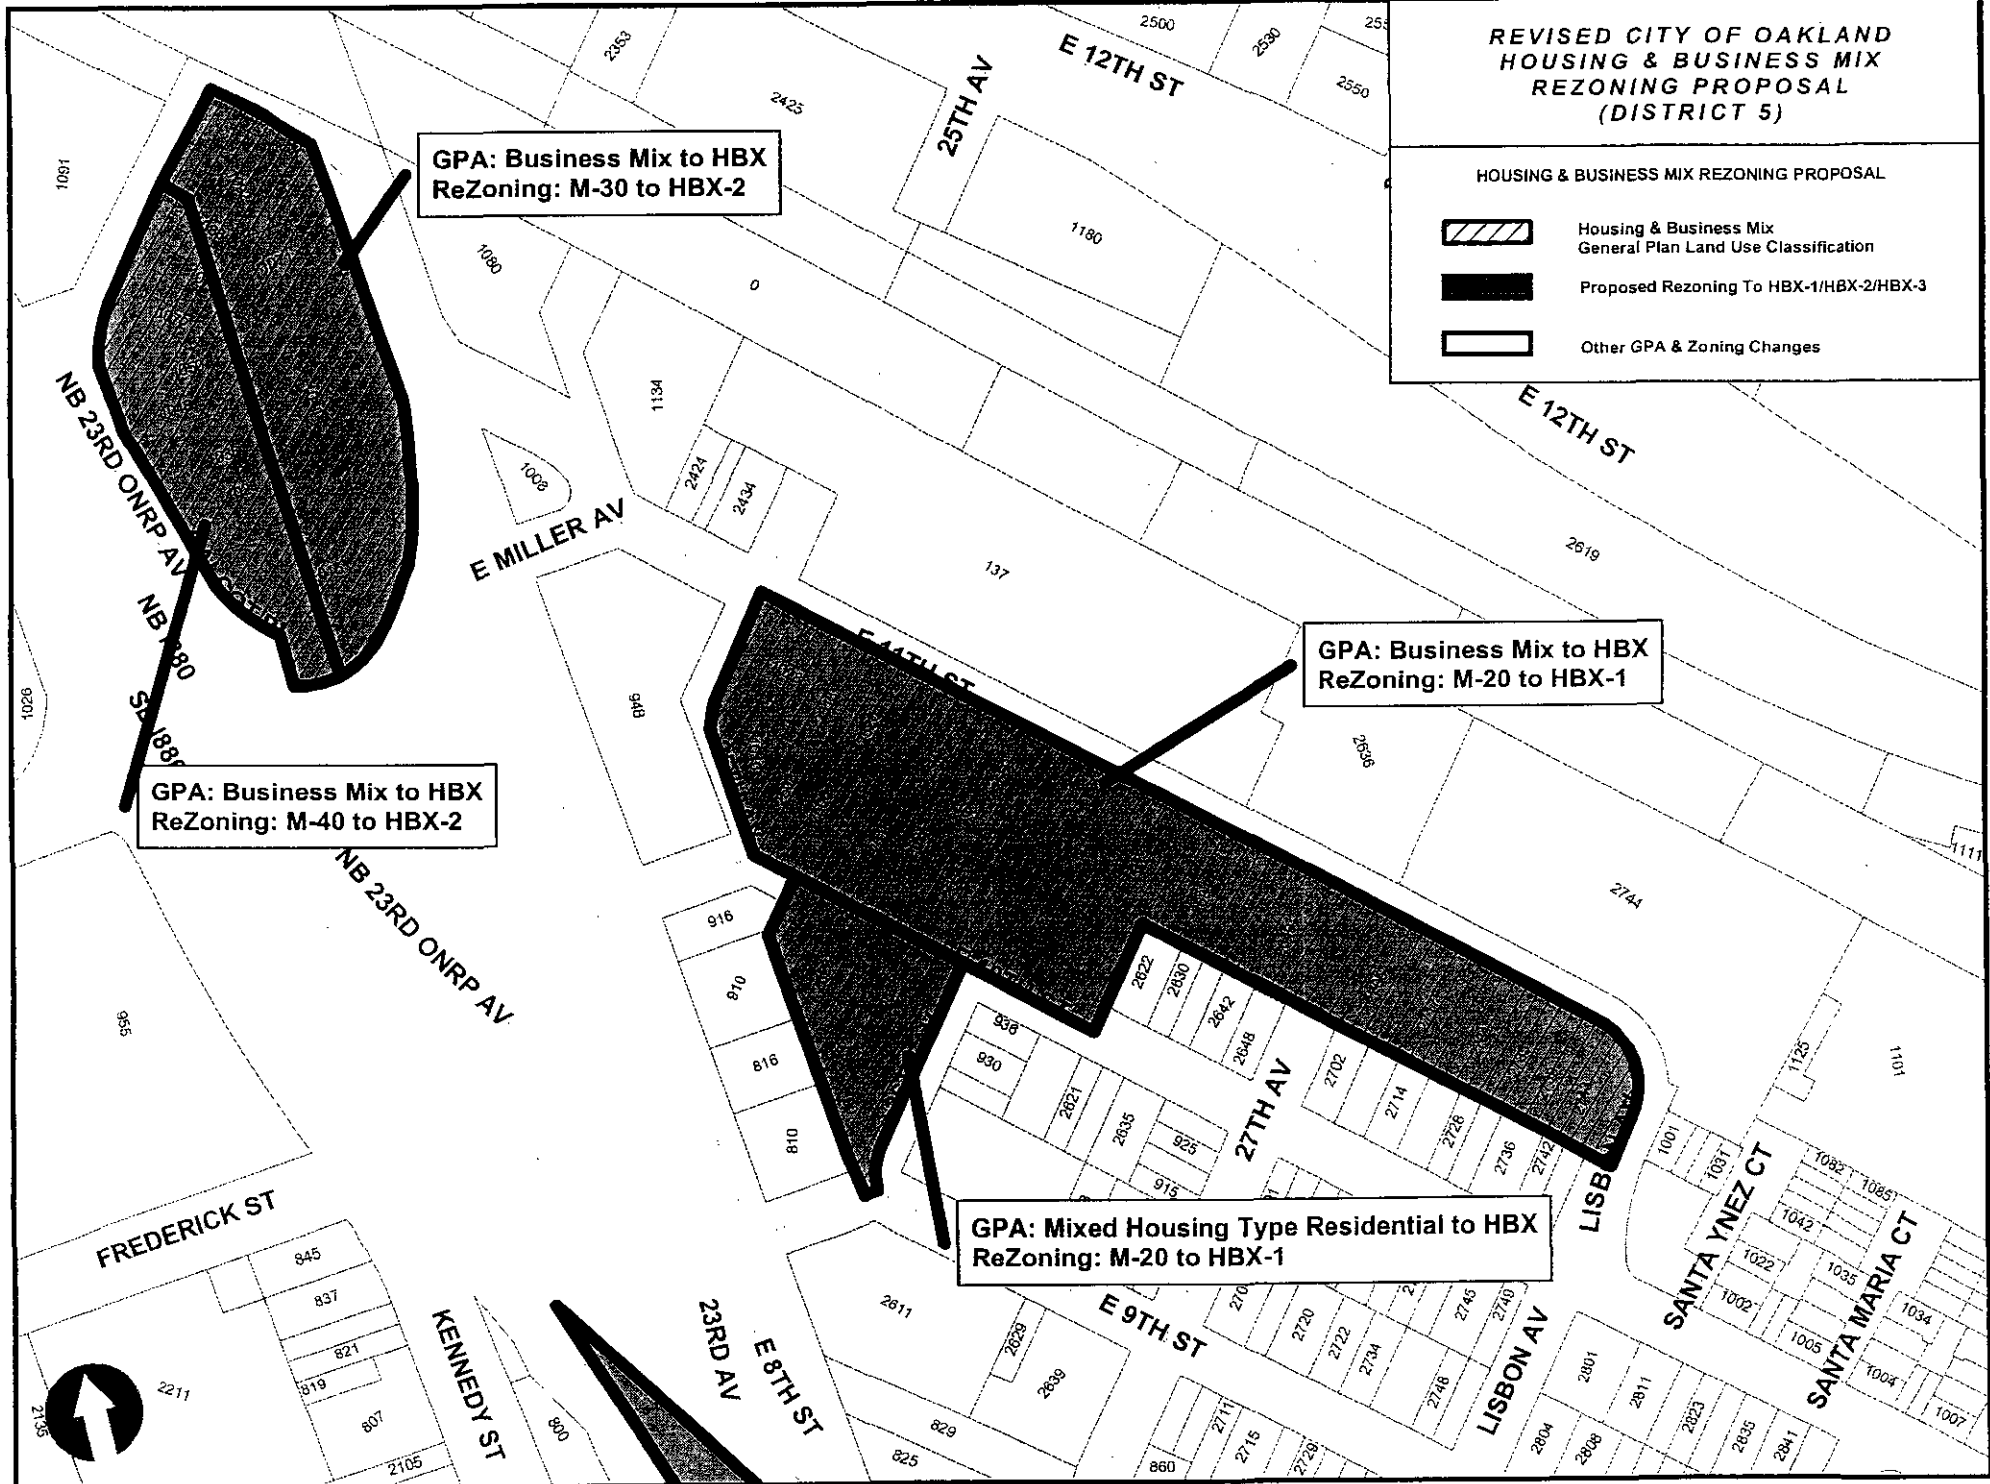 REVISED CITY OF OAKLAND
HOUSING & BUSINESS MIX
REZONING PROPOSAL
(DISTRICT 5)
HOUSING & BUSINESS MIX REZONING PROPOSAL
Housing & Business Mix
General Plan Land Use Classification
Proposed Rezoning To HBX-1/HBX-2/HBX-3
Other GPA & Zoning Changes
GPA: Business Mix to HBX
ReZoning: M-30 to HBX-2
GPA: Business Mix to HBX
ReZoning: M-20 to HBX-1
GPA: Business Mix to HBX
ReZoning: M-40 to HBX-2
GPA: Mixed Housing Type Residential to HBX
ReZoning: M-20 to HBX-1
E 12TH ST
25TH AV
E 12TH ST
NB 23RD ONRP AV
E MILLER AV
E 11TH ST
NB 23RD ONRP AV
27TH AV
FREDERICK ST
KENNEDY ST
23RD AV
E 8TH ST
E 9TH ST
LISBON AV
SANTA YNEZ CT
SANTA MARIA CT
2353
2500
2530
2550
2425
1091
1180
1080
0
1134
1008
2424
2434
137
2619
1026
948
2636
2744
1111
916
910
816
810
955
2622
2630
2642
2648
936
930
2621
2635
925
915
2702
2714
2728
2736
2742
1125
1101
1001
1031
1082
1085
1042
1022
1035
1002
1005
1034
1004
1007
845
837
821
819
807
2105
2211
2135
800
2611
2629
2639
829
825
2720
2722
2734
2745
2749
2748
2711
2715
2729
860
2801
2811
2823
2835
2841
2804
2808